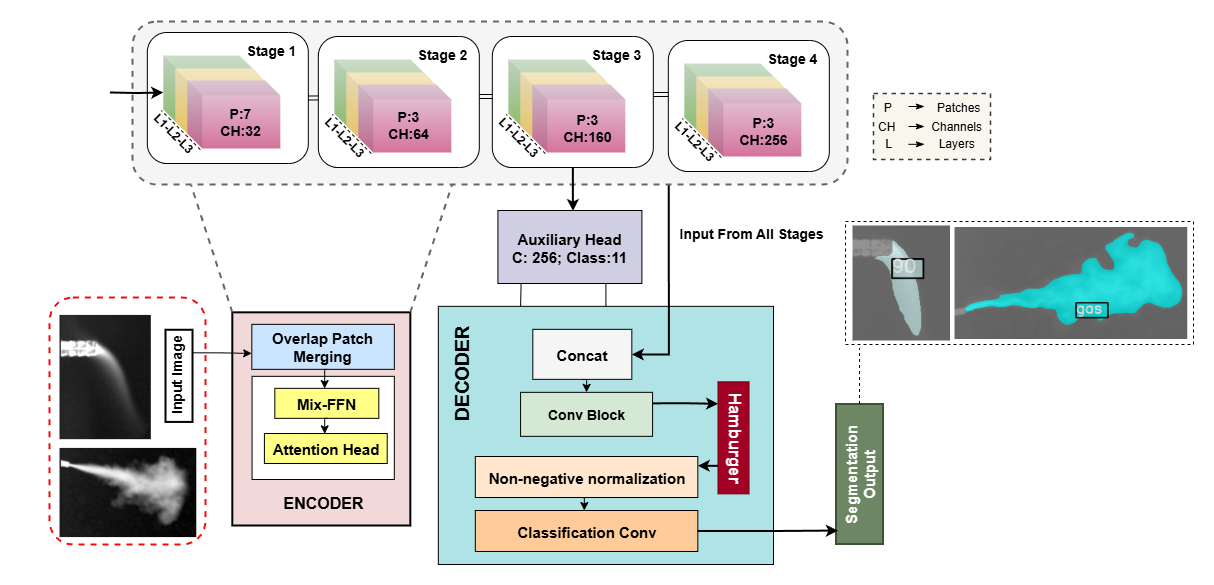 Stage 1
Stage 2
Stage 3
Stage 4
P:7
CH:32
L1-L2-L3
P:3
CH:64
L1-L2-L3
P:3
CH:160
L1-L2-L3
P:3
CH:256
L1-L2-L3
P → Patches
CH → Channels
L → Layers
Auxiliary Head
C: 256; Class:11
Input From All Stages
90
gas
Input Image
Overlap Patch
Merging
Mix-FFN
Attention Head
ENCODER
DECODER
Concat
Conv Block
Hamburger
Non-negative normalization
Classification Conv
Segmentation
Output